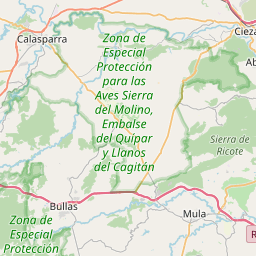 Zona de
Especial
Protección
para las
Aves Sierra
del Molino,
Embalse
del Quípar
y Llanos
del Cagitán
Calasparra
Cieza
Sierra de
Ricote
Bullas
Mula
Zona de
Especial
Protección